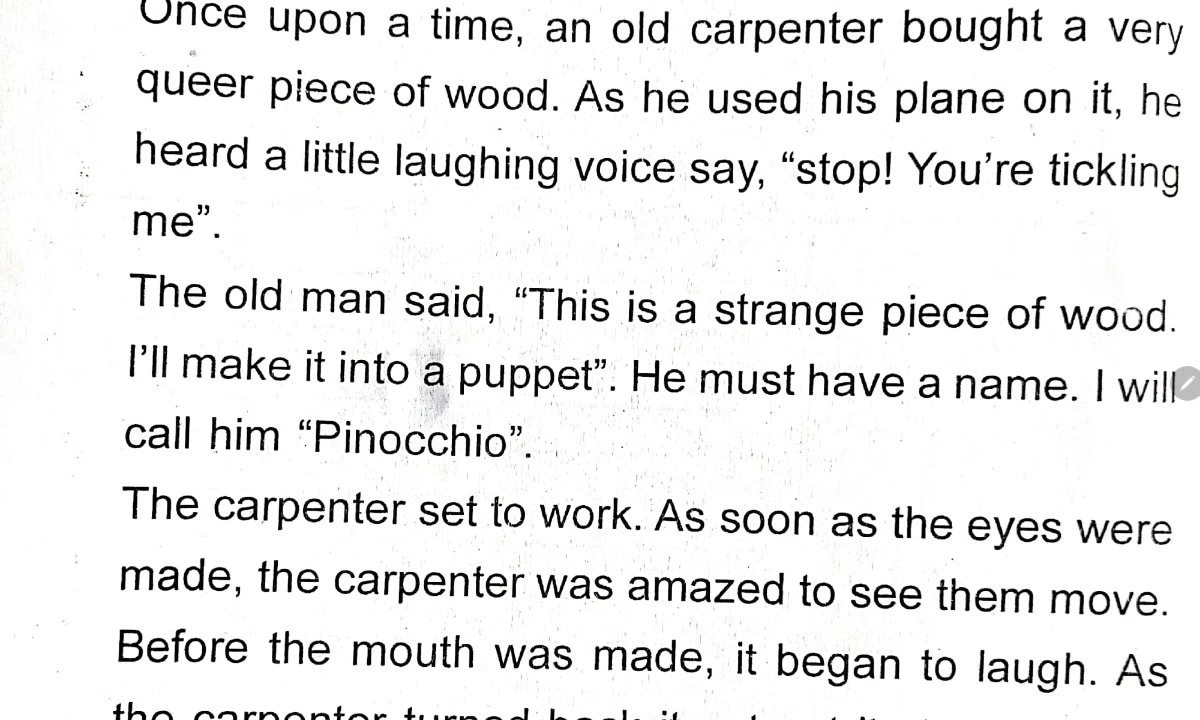 Once upon a time, an old carpenter bought a very
queer piece of wood. As he used his plane on it, he
heard a little laughing voice say, “stop! You’re tickling
me”.
The old man said, “This is a strange piece of wood.
I’ll make it into a puppet”. He must have a name. I will
call him “Pinocchio”.
The carpenter set to work. As soon as the eyes were
made, the carpenter was amazed to see them move.
Before the mouth was made, it began to laugh. As
the carpenter turned back